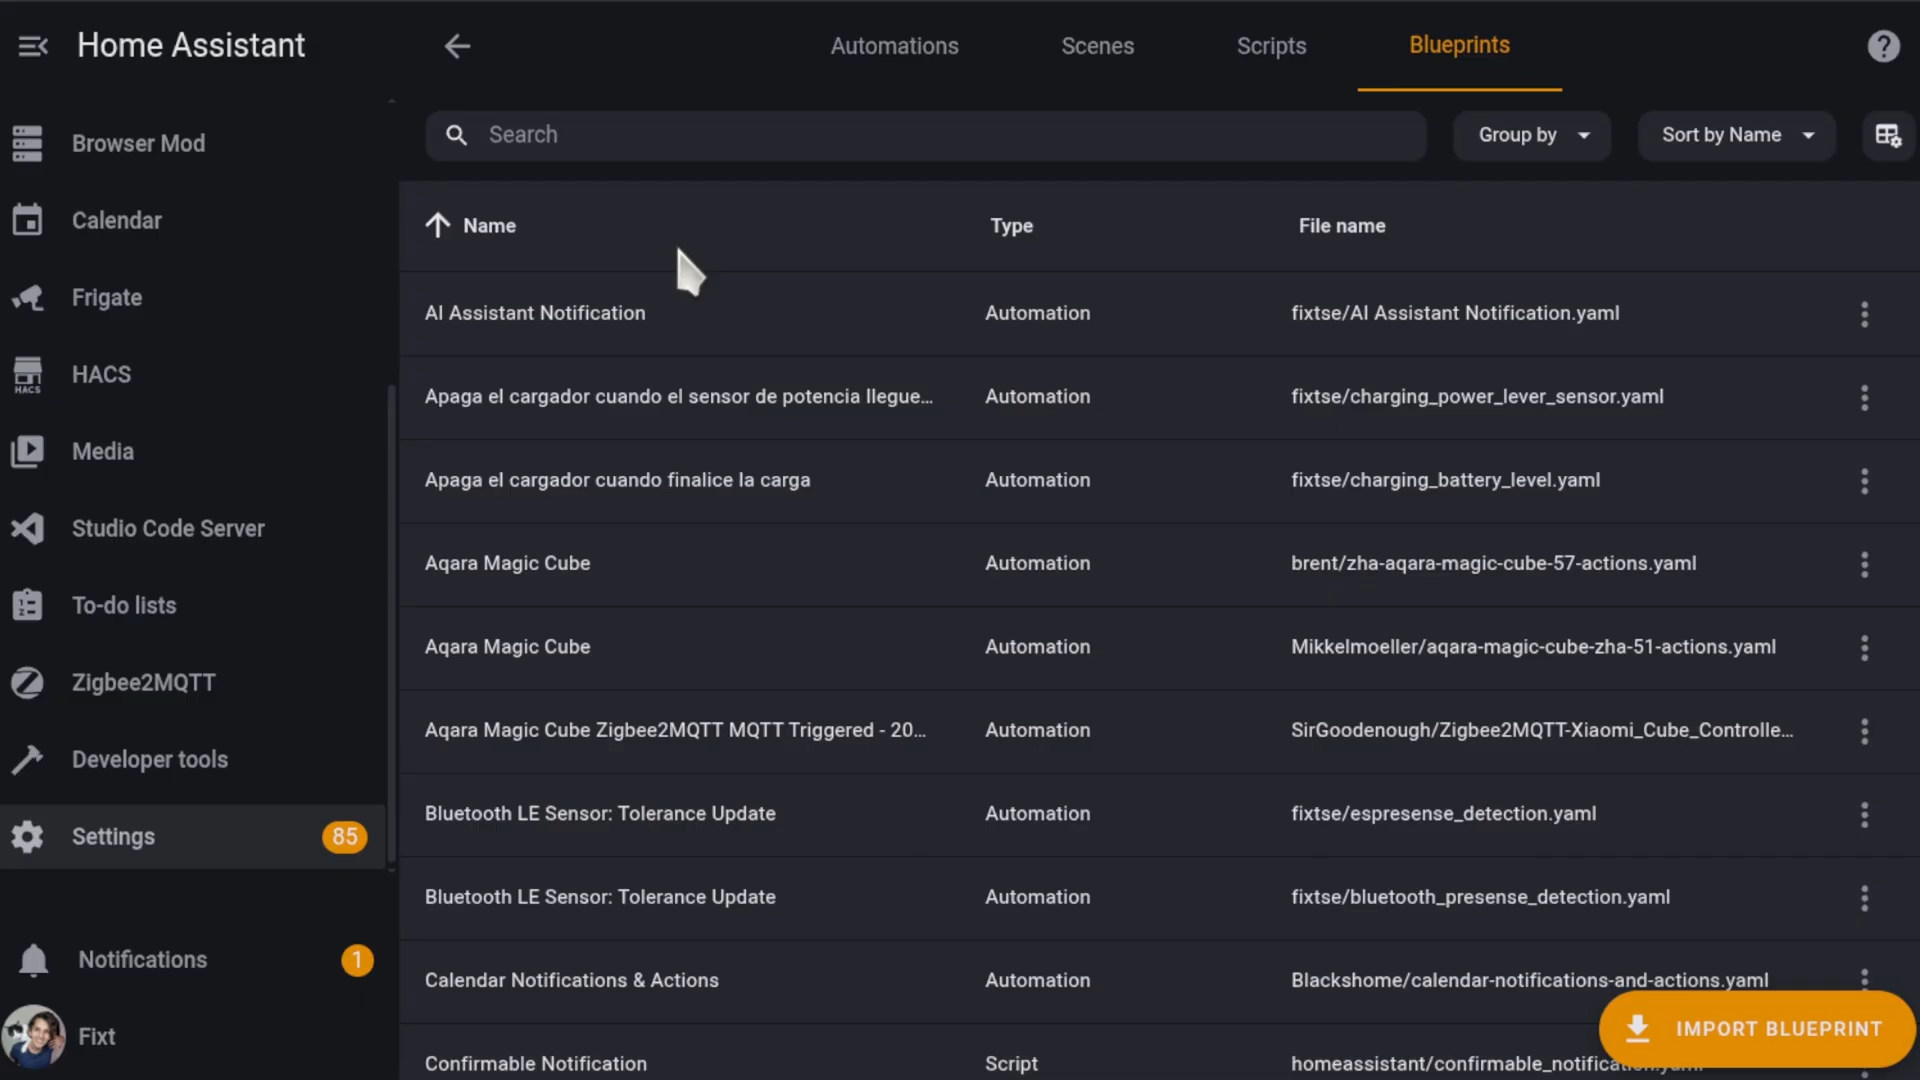 Home Assistant
Automations
Scenes
Scripts
Blueprints
Search
Group by
Sort by Name
Browser Mod
Calendar
Frigate
HACS
HACS
Media
Studio Code Server
To-do lists
Zigbee2MQTT
Developer tools
Settings 85
Notifications 1
Fixt
Name Type File name
AI Assistant Notification Automation fixtse/AI Assistant Notification.yaml
Apaga el cargador cuando el sensor de potencia llegue... Automation fixtse/charging_power_lever_sensor.yaml
Apaga el cargador cuando finalice la carga Automation fixtse/charging_battery_level.yaml
Aqara Magic Cube Automation brent/zha-aqara-magic-cube-57-actions.yaml
Aqara Magic Cube Automation Mikkelmoeller/aqara-magic-cube-zha-51-actions.yaml
Aqara Magic Cube Zigbee2MQTT MQTT Triggered - 20... Automation SirGoodenough/Zigbee2MQTT-Xiaomi_Cube_Controlle...
Bluetooth LE Sensor: Tolerance Update Automation fixtse/espresense_detection.yaml
Bluetooth LE Sensor: Tolerance Update Automation fixtse/bluetooth_presense_detection.yaml
Calendar Notifications & Actions Automation Blackshome/calendar-notifications-and-actions.yaml
Confirmable Notification Script homeassistant/confirmable_notification.yaml
IMPORT BLUEPRINT